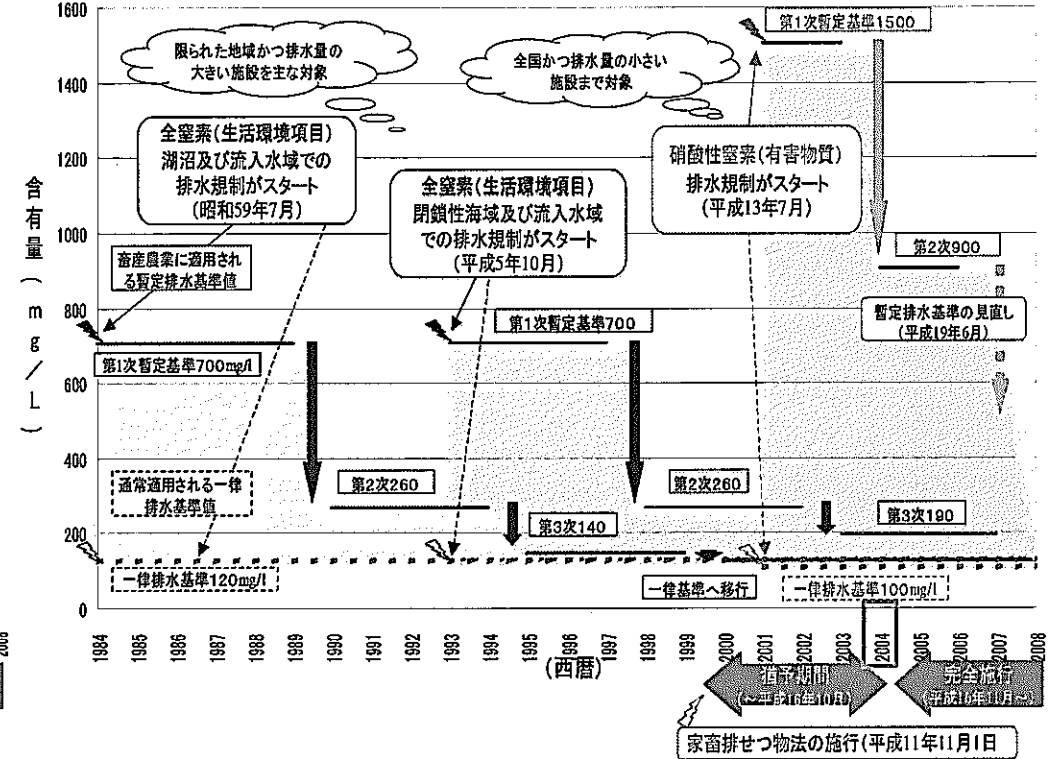 1600
1400
1200
1000
800
600
400
200
0
含有量(mg/L)
限られた地域かつ排水量の
大きい施設を主な対象
全国かつ排水量の小さい
施設まで対象
第1次暫定基準1500
全窒素(生活環境項目)
湖沼及び流入水域での
排水規制がスタート
(昭和59年7月)
全窒素(生活環境項目)
閉鎖性海域及び流入水域
での排水規制がスタート
(平成5年10月)
硝酸性窒素(有害物質)
排水規制がスタート
(平成13年7月)
畜産農業に適用され
る暫定排水基準値
第2次900
暫定排水基準の見直し
(平成19年6月)
第1次暫定基準700mg/l
第1次暫定基準700
通常適用される一律
排水基準値
第2次260
第3次140
第2次260
第3次190
一律排水基準120mg/l
一律基準へ移行
一律排水基準100mg/l
1984
1985
1986
1987
1988
1989
1990
1991
1992
1993
1994
1995
1996
1997
1998
1999
2000
2001
2002
2003
2004
2005
2006
2007
2008
(西暦)
猶予期間
(～平成16年10月)
完全施行
(平成16年11月～)
家畜排せつ物法の施行(平成11年11月1日